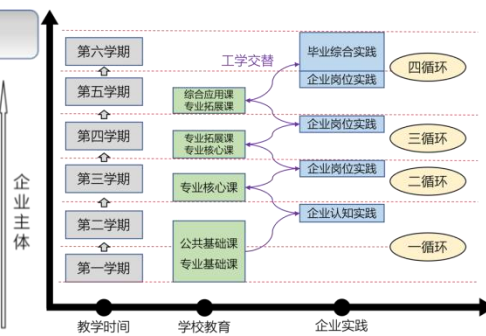 企业主体
第六学期
第五学期
第四学期
第三学期
第二学期
第一学期
综合应用课
专业拓展课
专业拓展课
专业核心课
专业核心课
公共基础课
专业基础课
工学交替
毕业综合实践
企业岗位实践
企业岗位实践
企业岗位实践
企业认知实践
四循环
三循环
二循环
一循环
教学时间
学校教育
企业实践